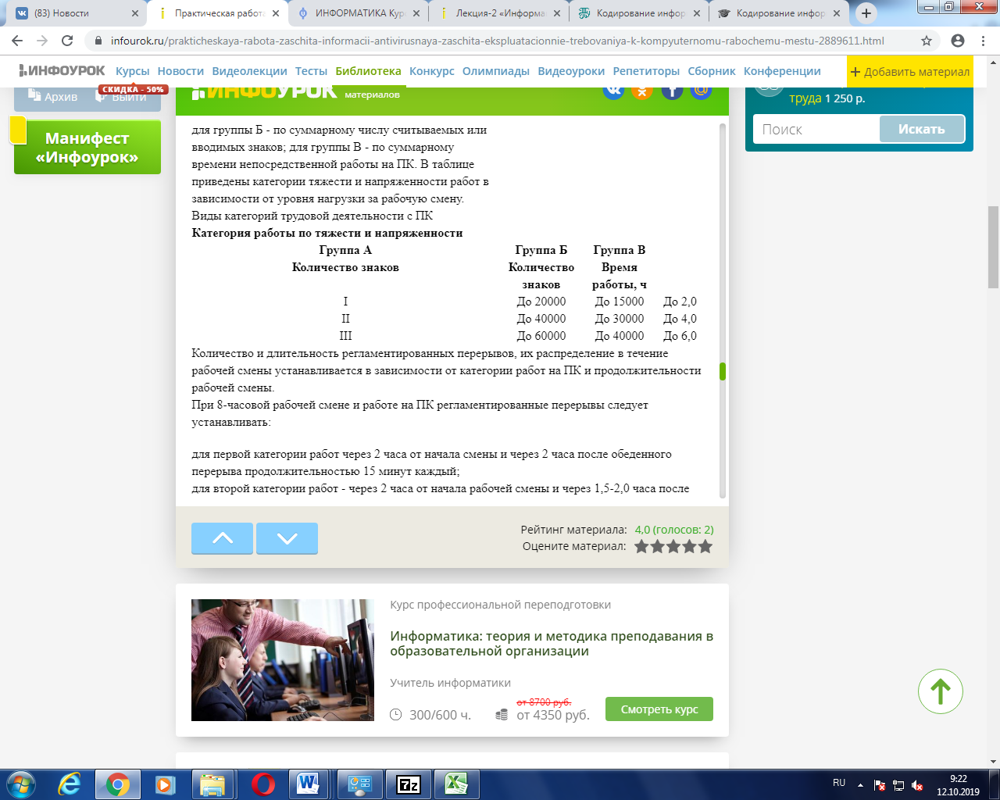 (83) Новости
Практическая работа
ИНФОРМАТИКА Кур
Лекция-2 «Информа
Кодирование инфор
Кодирование инфор
infourok.ru/prakticheskaya-rabota-zaschita-informacii-antivirusnaya-zaschita-ekspluatacionnie-trebovaniya-k-kompyuternomu-rabochemu-mestu-2889611.html
ИНФОУРОК Курсы Новости Видеолекции Тесты Библиотека Конкурс Олимпиады Видеоуроки Репетиторы Сборник Конференции + Добавить материал
СКИДКА - 50%
Архив Выйти
Манифест
«Инфоурок»
ИНФОУРОК материалов
труда 1 250 р.
Поиск Искать
для группы Б - по суммарному числу считываемых или
вводимых знаков; для группы В - по суммарному
времени непосредственной работы на ПК. В таблице
приведены категории тяжести и напряженности работ в
зависимости от уровня нагрузки за рабочую смену.
Виды категорий трудовой деятельности с ПК
Категория работы по тяжести и напряженности
Группа А Группа Б Группа В
Количество знаков Количество Время
знаков работы, ч
I До 20000 До 15000 До 2,0
II До 40000 До 30000 До 4,0
III До 60000 До 40000 До 6,0
Количество и длительность регламентированных перерывов, их распределение в течение
рабочей смены устанавливается в зависимости от категории работ на ПК и продолжительности
рабочей смены.
При 8-часовой рабочей смене и работе на ПК регламентированные перерывы следует
устанавливать:
для первой категории работ через 2 часа от начала смены и через 2 часа после обеденного
перерыва продолжительностью 15 минут каждый;
для второй категории работ - через 2 часа от начала рабочей смены и через 1,5-2,0 часа после
Рейтинг материала: 4,0 (голосов: 2)
Оцените материал:
Курс профессиональной переподготовки
Информатика: теория и методика преподавания в
образовательной организации
Учитель информатики
от 8700 руб.
300/600 ч. от 4350 руб. Смотреть курс
RU
9:22
12.10.2019